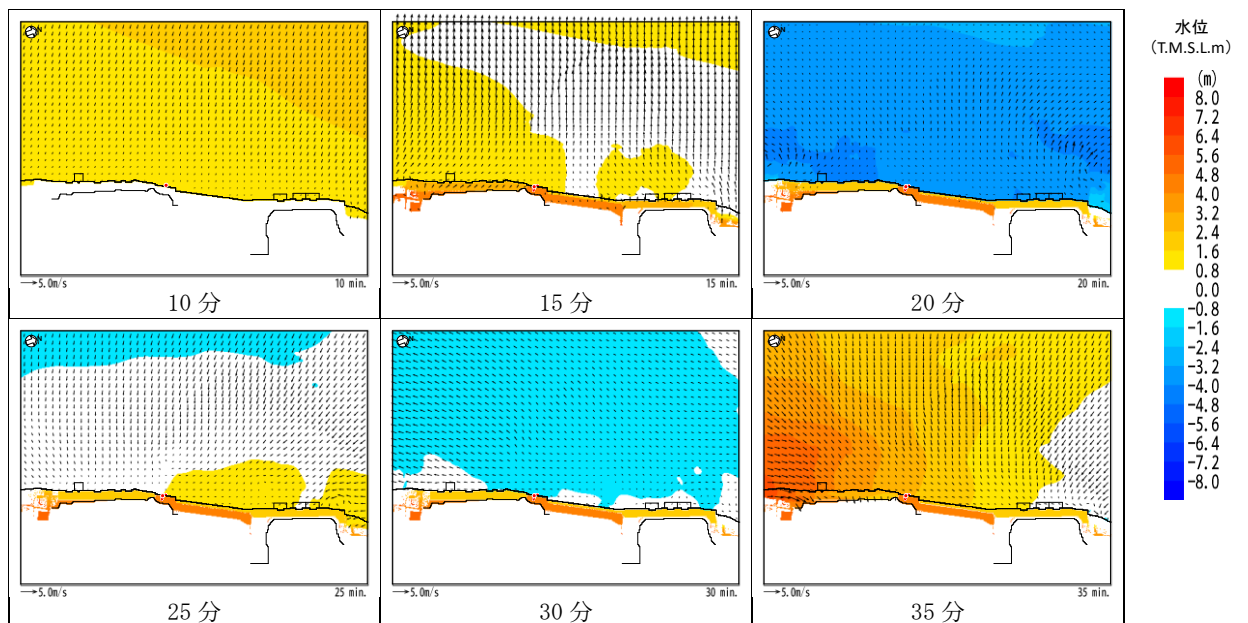 水位
(T.M.S.L.m)
(m)
8.0
7.2
6.4
5.6
4.8
4.0
3.2
2.4
1.6
0.8
0.0
-0.8
-1.6
-2.4
-3.2
-4.0
-4.8
-5.6
-6.4
-7.2
-8.0
N
5.0m/s
10 min.
10 分
N
5.0m/s
15 min.
15 分
N
5.0m/s
20 min.
20 分
N
5.0m/s
25 min.
25 分
N
5.0m/s
30 min.
30 分
N
5.0m/s
35 min.
35 分